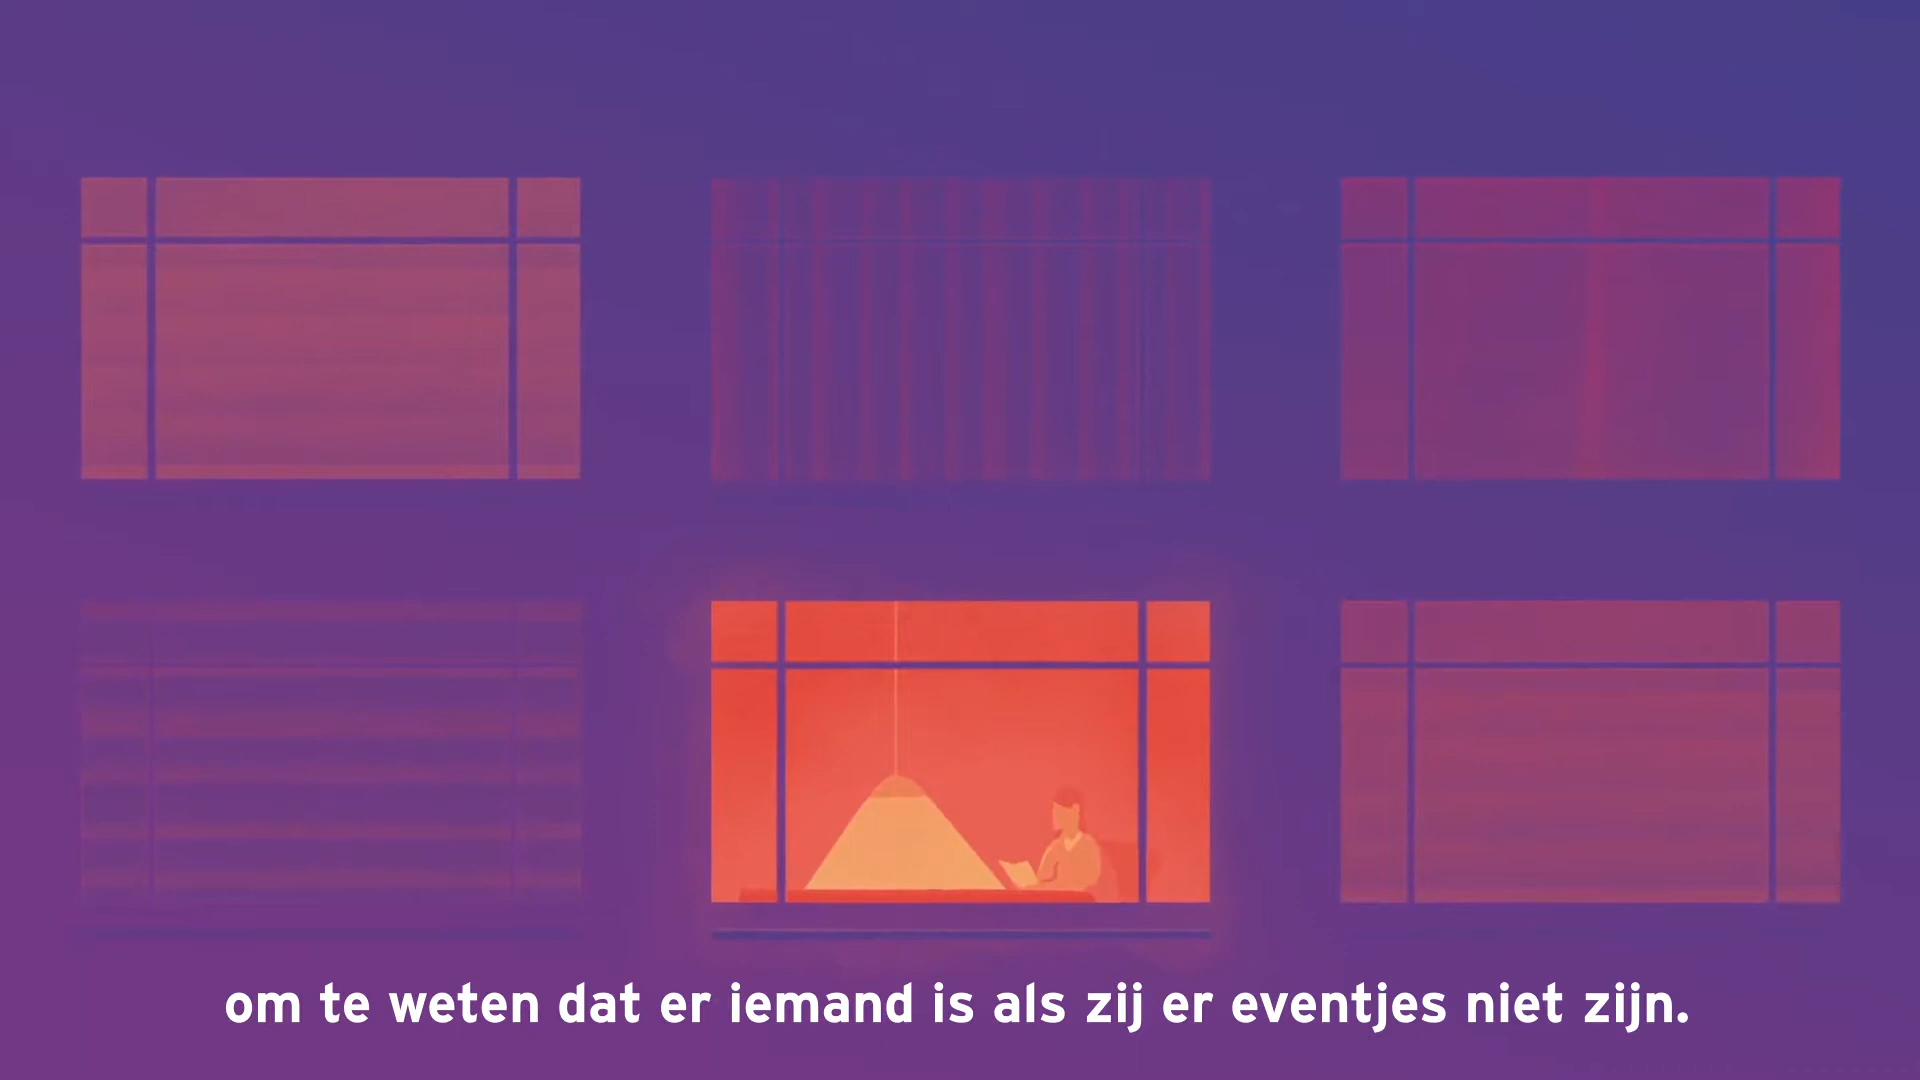 om te weten dat er iemand is als zij er eventjes niet zijn.